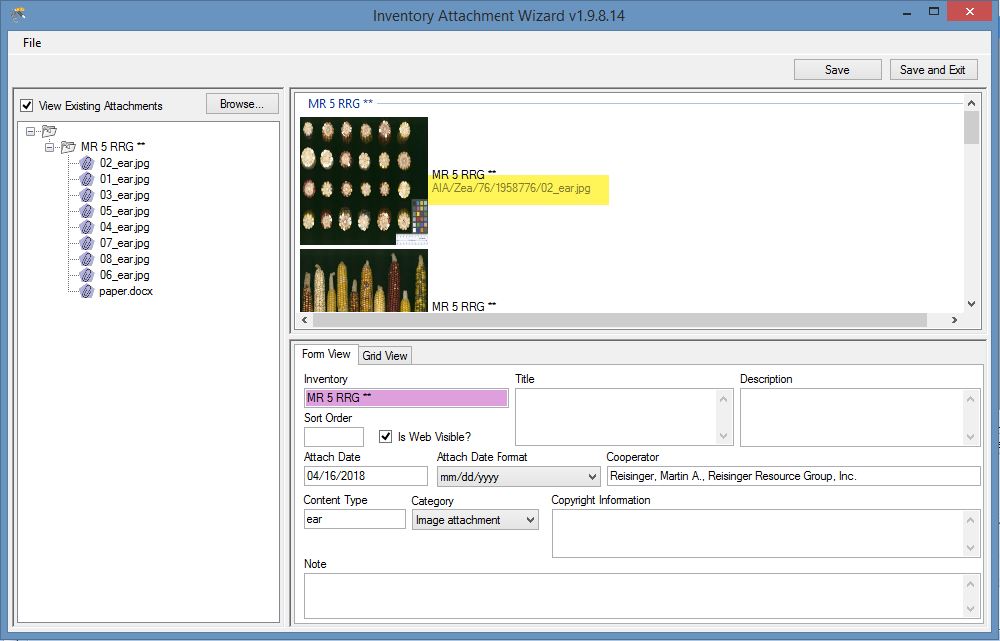 Inventory Attachment Wizard v1.9.8.14
File
Save
Save and Exit
View Existing Attachments
Browse...
MR 5 RRG **
02_ear.jpg
01_ear.jpg
03_ear.jpg
05_ear.jpg
04_ear.jpg
07_ear.jpg
08_ear.jpg
06_ear.jpg
paper.docx
MR 5 RRG **
MR 5 RRG **
AIA/Zea/76/1958776/02_ear.jpg
MR 5 RRG **
Form View
Grid View
Inventory
Title
Description
MR 5 RRG **
Sort Order
Is Web Visible?
Attach Date
Attach Date Format
Cooperator
04/16/2018
mm/dd/yyyy
Reisinger, Martin A., Reisinger Resource Group, Inc.
Content Type
Category
Copyright Information
ear
Image attachment
Note